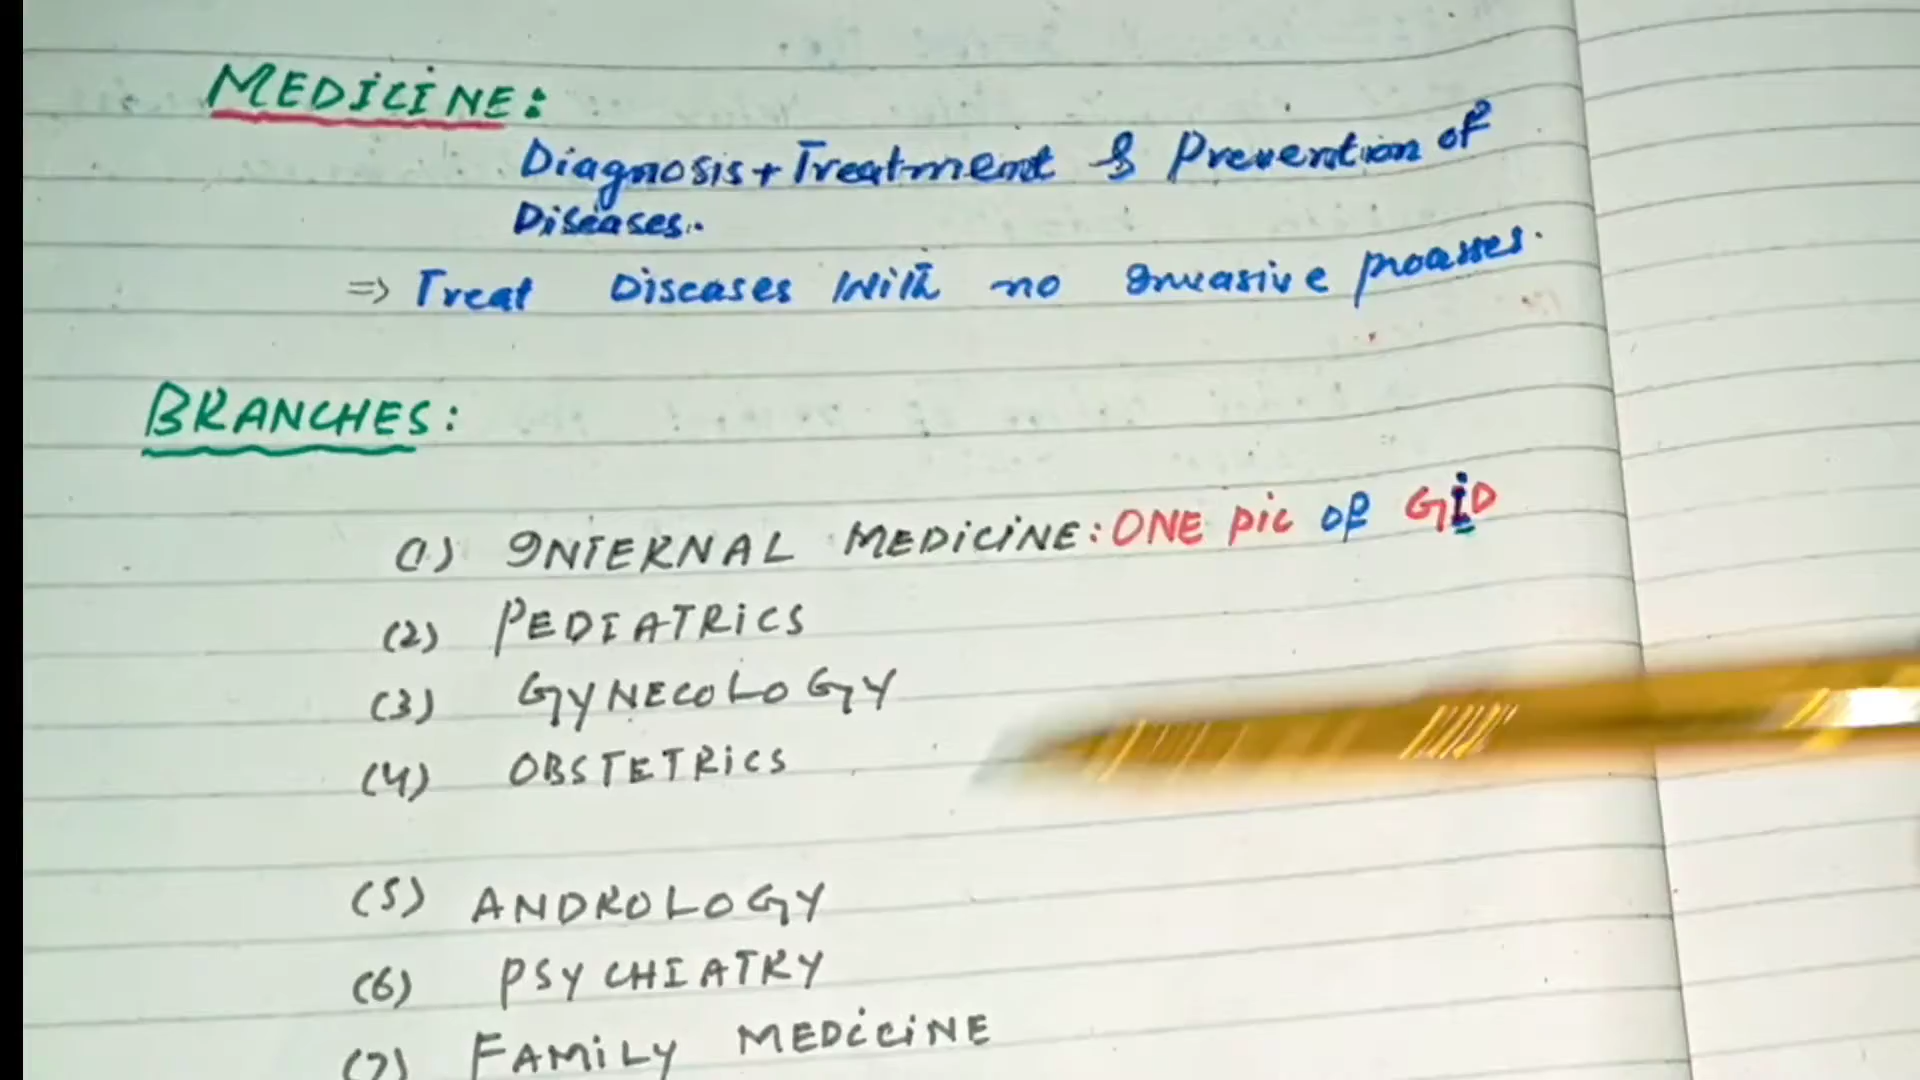 MEDICINE:
Diagnosis + Treatment & Prevention of
Diseases.
=> Treat Diseases With no invasive processes.
BRANCHES:
(1) INTERNAL MEDICINE: ONE PIC OF GID
(2) PEDIATRICS
(3) GYNECOLOGY
(4) OBSTETRICS
(5) ANDROLOGY
(6) PSYCHIATRY
(7) FAMILY MEDICINE